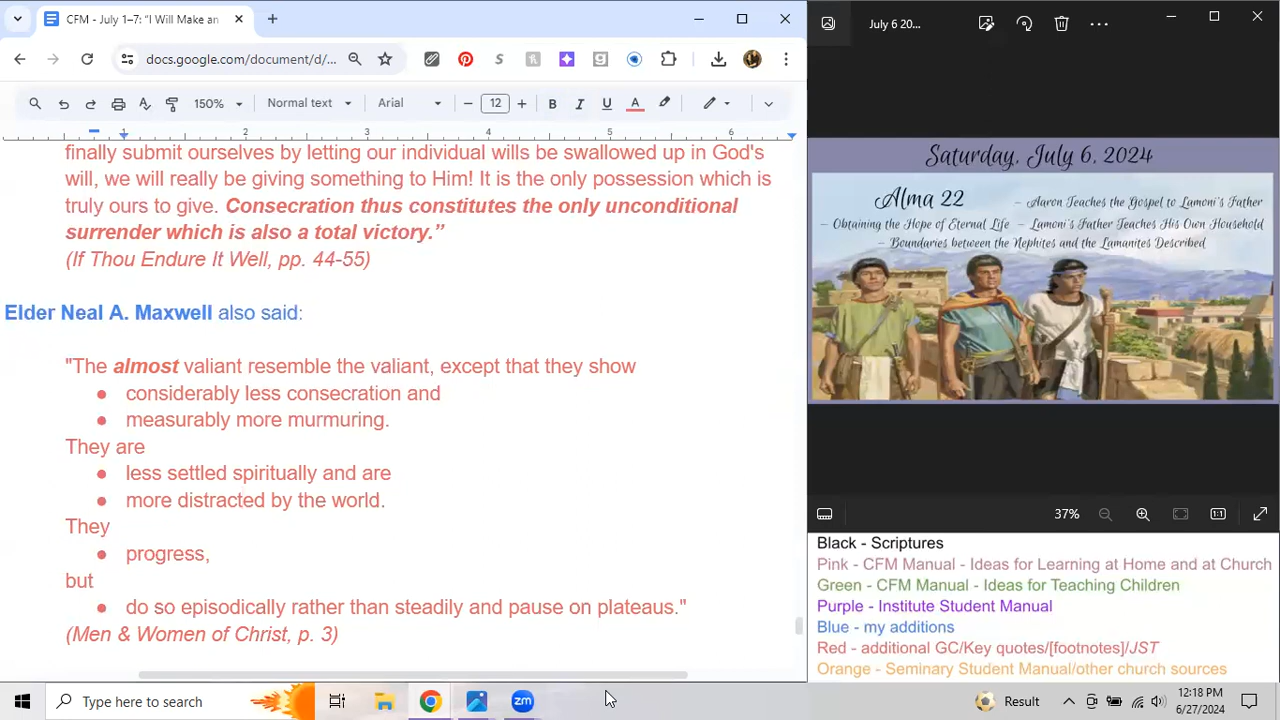 CFM - July 1–7: “I Will Make an
docs.google.com/document/d/...
150%
Normal text
Arial
12
B I U A
1 2 3 4 5 6
finally submit ourselves by letting our individual wills be swallowed up in God's
will, we will really be giving something to Him! It is the only possession which is
truly ours to give. Consecration thus constitutes the only unconditional
surrender which is also a total victory.”
(If Thou Endure It Well, pp. 44-55)
Elder Neal A. Maxwell also said:
"The almost valiant resemble the valiant, except that they show
● considerably less consecration and
● measurably more murmuring.
They are
● less settled spiritually and are
● more distracted by the world.
They
● progress,
but
● do so episodically rather than steadily and pause on plateaus."
(Men & Women of Christ, p. 3)
July 6 20...
Saturday, July 6, 2024
Alma 22
– Aaron Teaches the Gospel to Lamoni's Father
– Obtaining the Hope of Eternal Life – Lamoni's Father Teaches His Own Household
– Boundaries between the Nephites and the Lamanites Described
37%
1:1
Black - Scriptures
Pink - CFM Manual - Ideas for Learning at Home and at Church
Green - CFM Manual - Ideas for Teaching Children
Purple - Institute Student Manual
Blue - my additions
Red - additional GC/Key quotes/[footnotes]/JST
Orange - Seminary Student Manual/other church sources
Type here to search
zm
Result
12:18 PM
6/27/2024